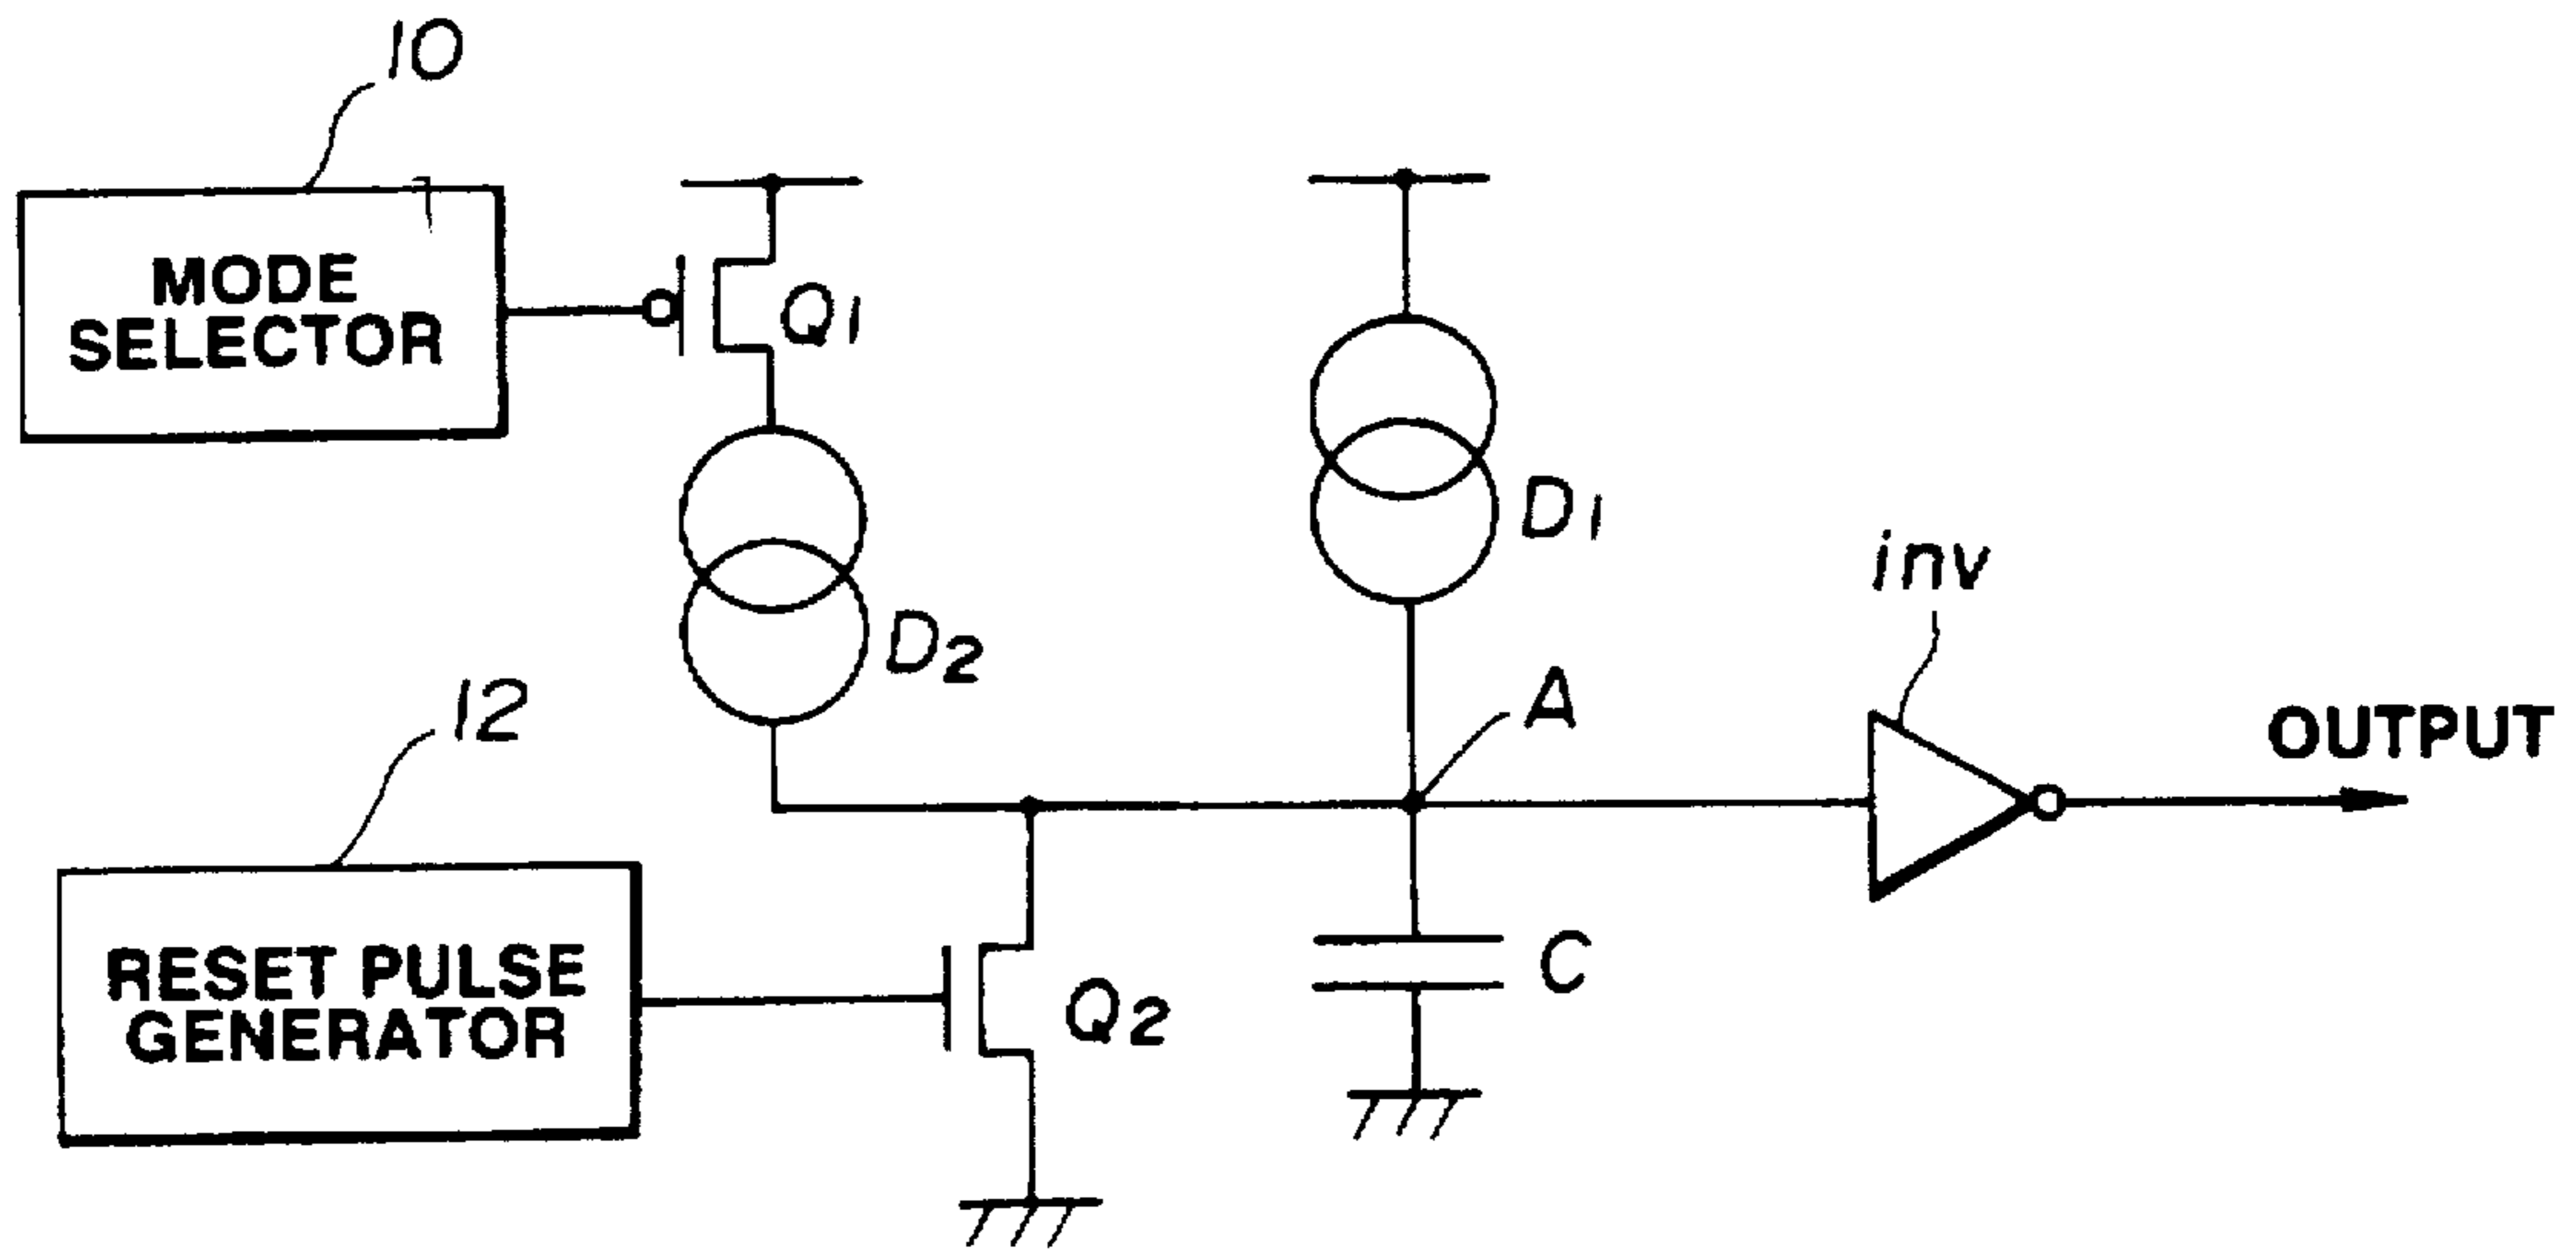 10
MODE
SELECTOR
Q1
D1
inv
D2
A
OUTPUT
12
RESET PULSE
GENERATOR
Q2
C